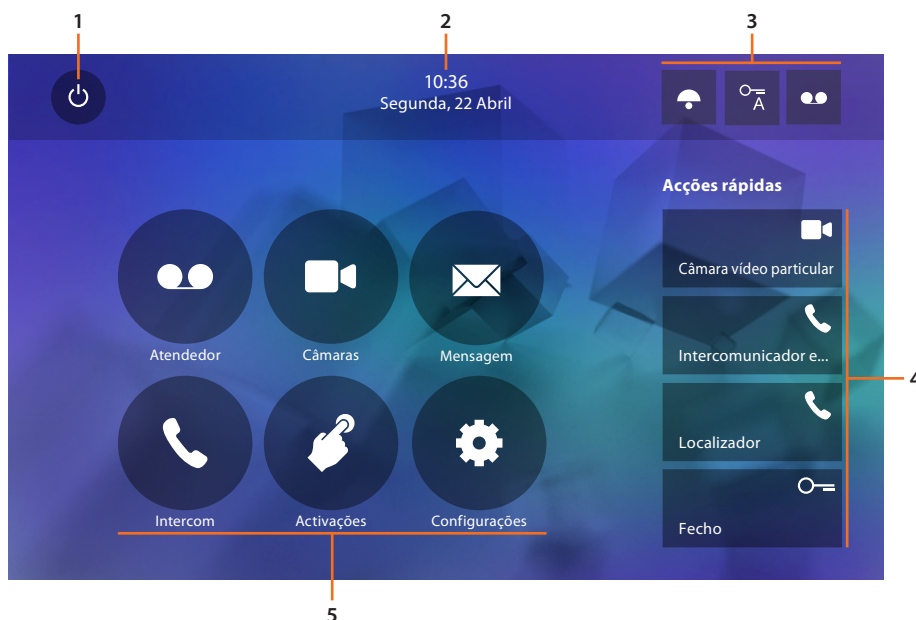 1
2
3
10:36
Segunda, 22 Abril
A
Acções rápidas
Câmara vídeo particular
Intercomunicador e...
Localizador
Fecho
4
Atendedor
Câmaras
Mensagem
Intercom
Activações
Configurações
5